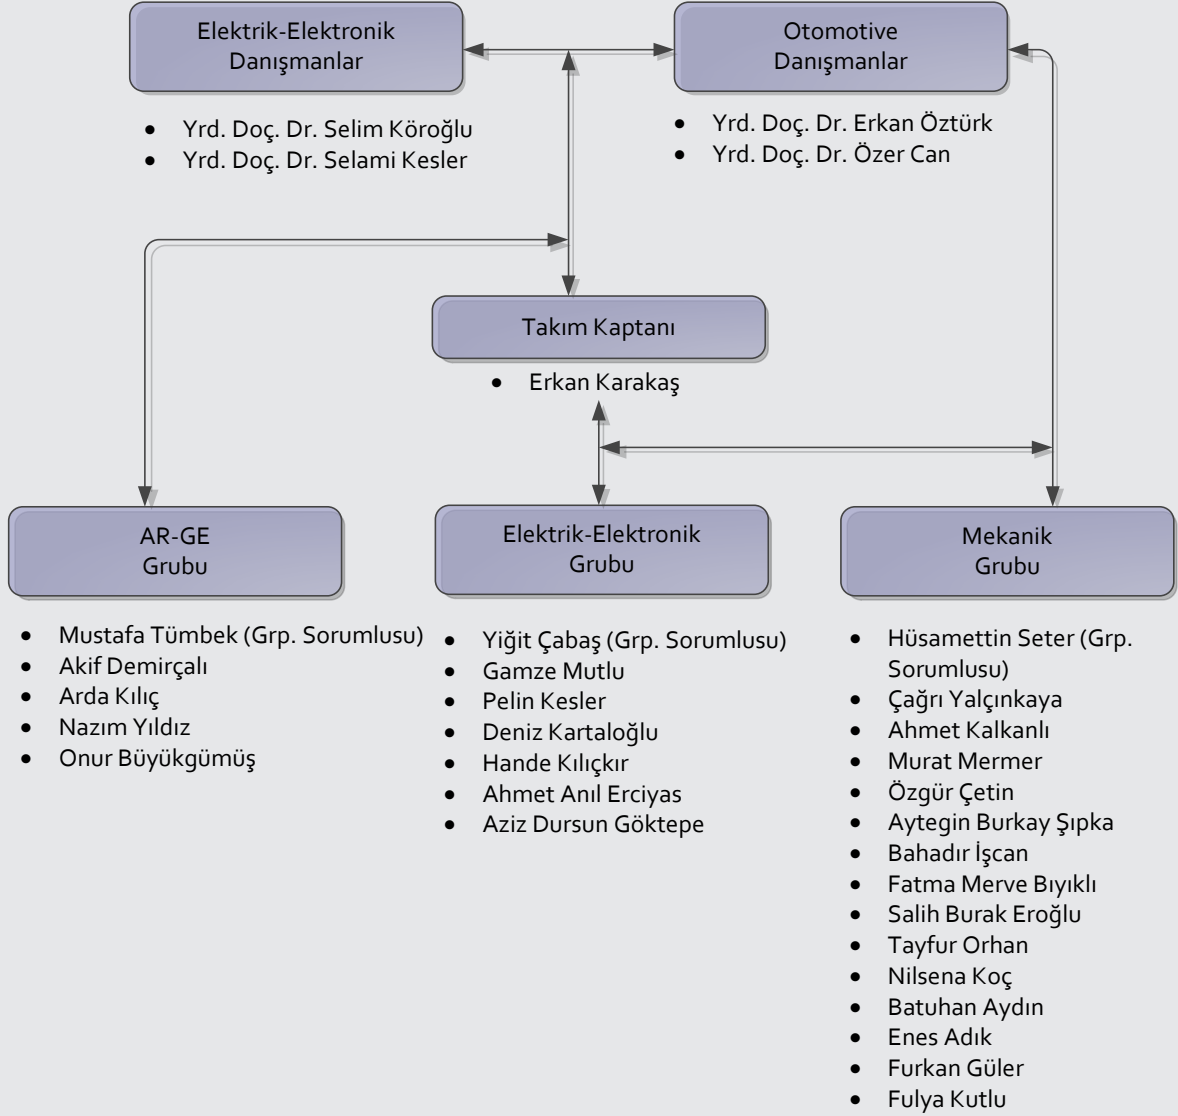 Elektrik-Elektronik
Danışmanlar
• Yrd. Doç. Dr. Selim Köroğlu
• Yrd. Doç. Dr. Selami Kesler
Otomotive
Danışmanlar
• Yrd. Doç. Dr. Erkan Öztürk
• Yrd. Doç. Dr. Özer Can
Takım Kaptanı
• Erkan Karakaş
AR-GE
Grubu
• Mustafa Tümbek (Grp. Sorumlusu)
• Akif Demirçalı
• Arda Kılıç
• Nazım Yıldız
• Onur Büyükgümüş
Elektrik-Elektronik
Grubu
• Yiğit Çabaş (Grp. Sorumlusu)
• Gamze Mutlu
• Pelin Kesler
• Deniz Kartaloğlu
• Hande Kılıçkır
• Ahmet Anıl Erciyas
• Aziz Dursun Göktepe
Mekanik
Grubu
• Hüsamettin Seter (Grp.
Sorumlusu)
• Çağrı Yalçınkaya
• Ahmet Kalkanlı
• Murat Mermer
• Özgür Çetin
• Aytegin Burkay Şıpka
• Bahadır İşcan
• Fatma Merve Bıyıklı
• Salih Burak Eroğlu
• Tayfur Orhan
• Nilsena Koç
• Batuhan Aydın
• Enes Adık
• Furkan Güler
• Fulya Kutlu